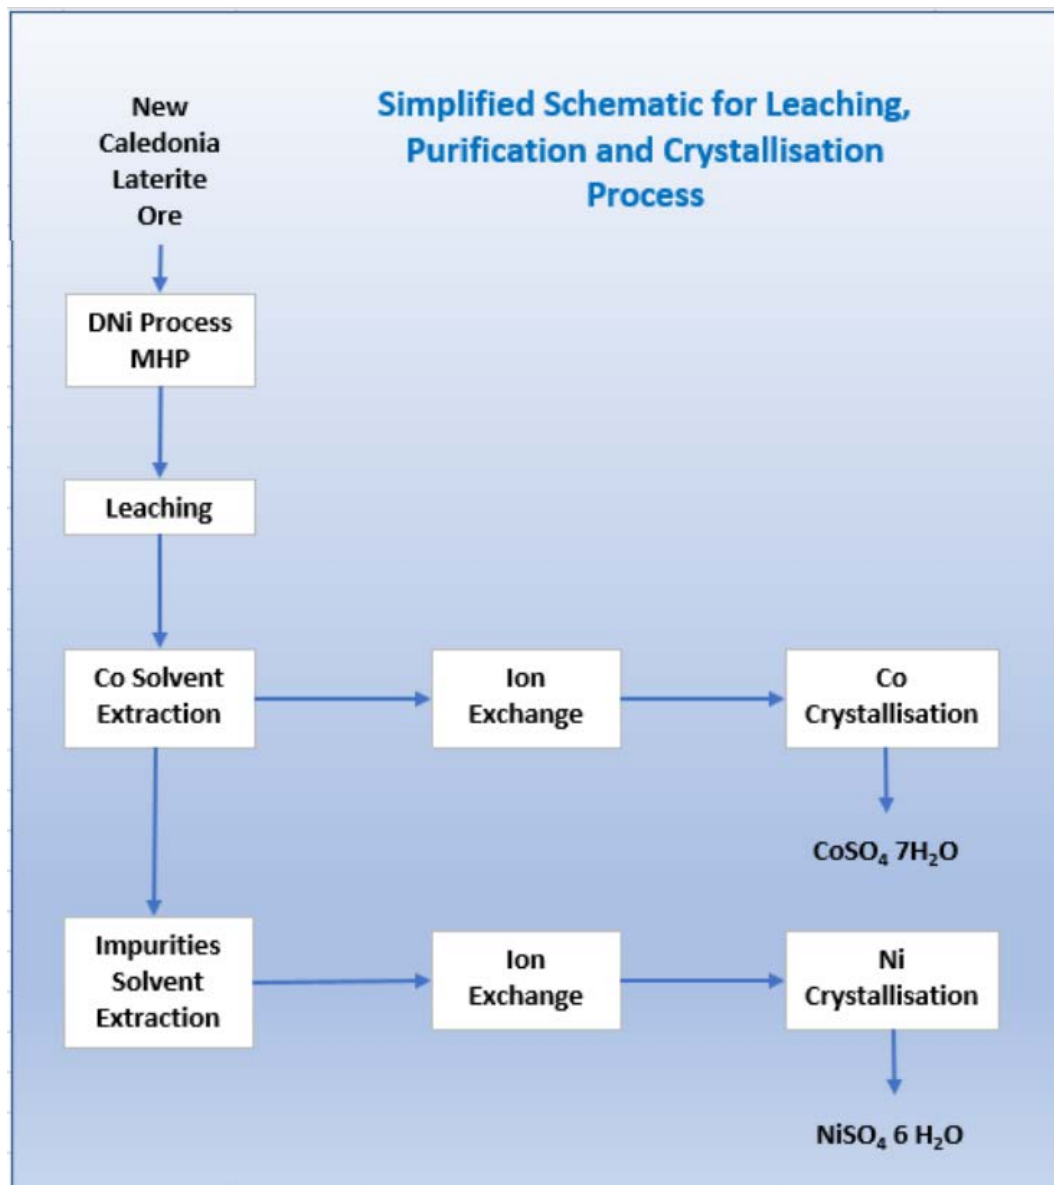 New
Caledonia
Laterite
Ore
Simplified Schematic for Leaching,
Purification and Crystallisation
Process
DNi Process
MHP
Leaching
Co Solvent
Extraction
Ion
Exchange
Co
Crystallisation
CoSO₄ 7H₂O
Impurities
Solvent
Extraction
Ion
Exchange
Ni
Crystallisation
NiSO₄ 6 H₂O